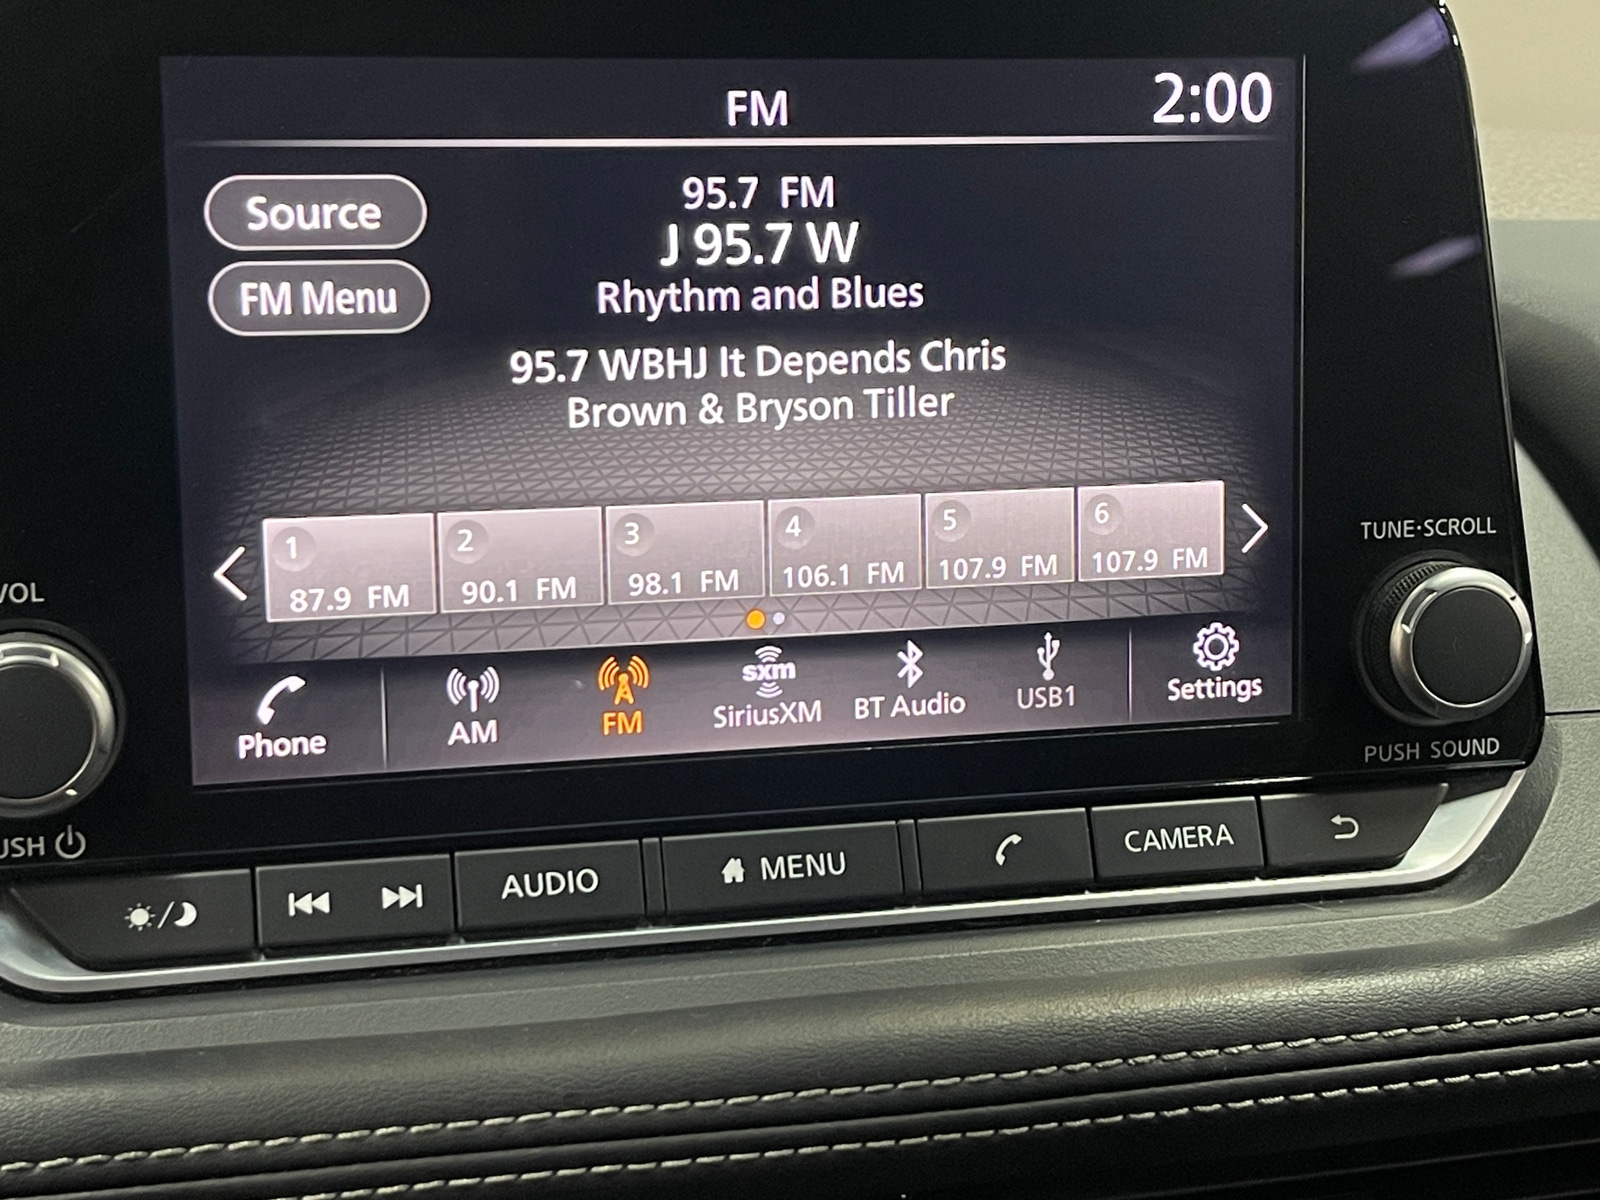 FM
2:00
Source
FM Menu
95.7 FM
J 95.7 W
Rhythm and Blues
95.7 WBHJ It Depends Chris
Brown & Bryson Tiller
1
87.9 FM
2
90.1 FM
3
98.1 FM
4
106.1 FM
5
107.9 FM
6
107.9 FM
Phone
AM
FM
sxm
SiriusXM
BT Audio
USB1
Settings
VOL
USH
TUNE·SCROLL
PUSH SOUND
AUDIO
MENU
CAMERA